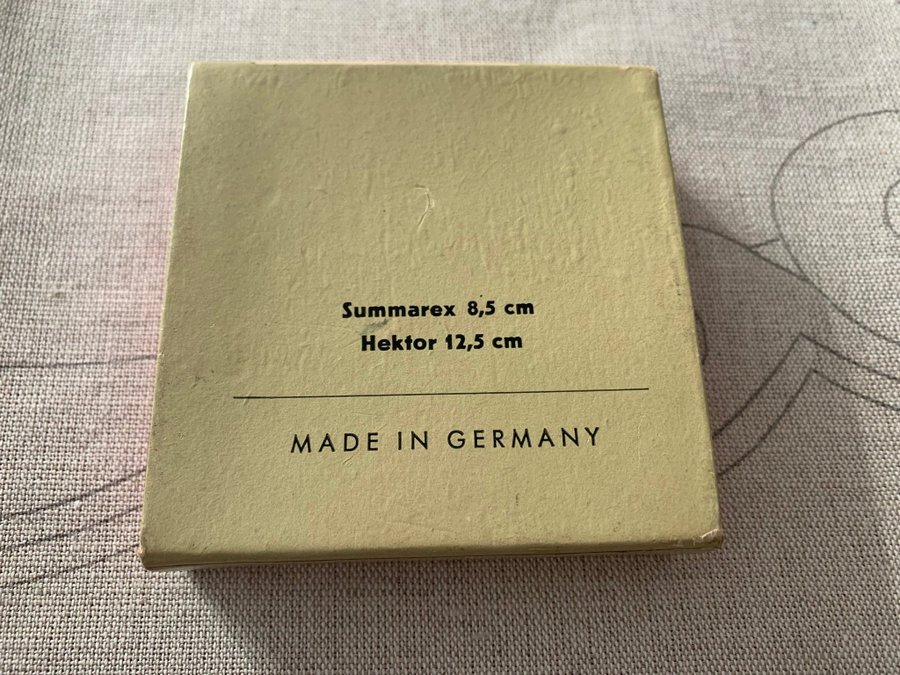 Summarex 8,5 cm
Hektor 12,5 cm
MADE IN GERMANY